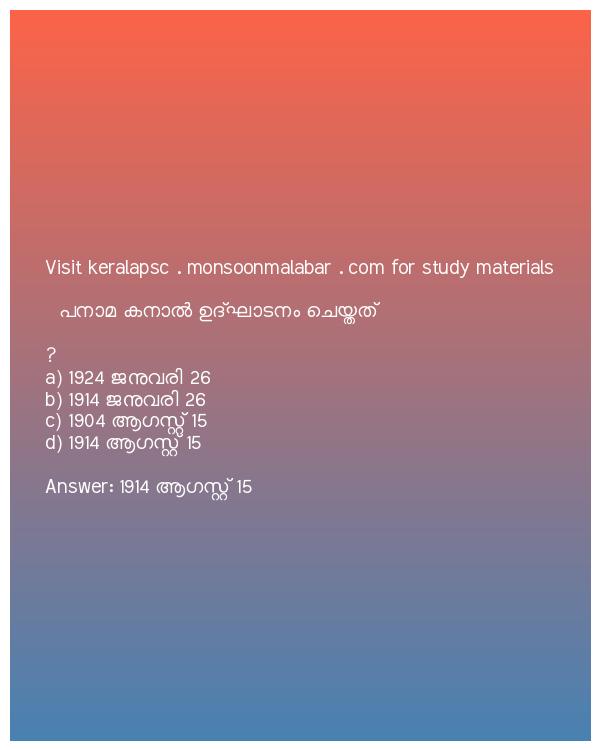 Visit keralapsc . monsoonmalabar . com for study materials
പനാമ കനാൽ ഉദ്ഘാടനം ചെയ്തത്
?
a) 1924 ജനുവരി 26
b) 1914 ജനുവരി 26
c) 1904 ആഗസ്റ്റ് 15
d) 1914 ആഗസ്റ്റ് 15
Answer: 1914 ആഗസ്റ്റ് 15